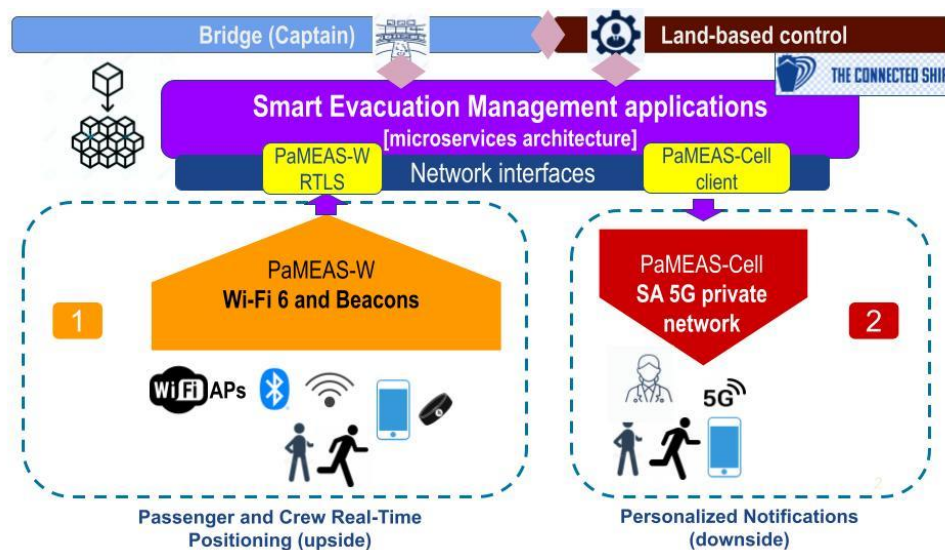 Bridge (Captain)
Land-based control
THE CONNECTED SHIP
Smart Evacuation Management applications
[microservices architecture]
PaMEAS-W
RTLS
Network interfaces
PaMEAS-Cell
client
PaMEAS-W
Wi-Fi 6 and Beacons
1
PaMEAS-Cell
SA 5G private
network
2
WiFi APs
5G
2
Passenger and Crew Real-Time
Positioning (upside)
Personalized Notifications
(downside)